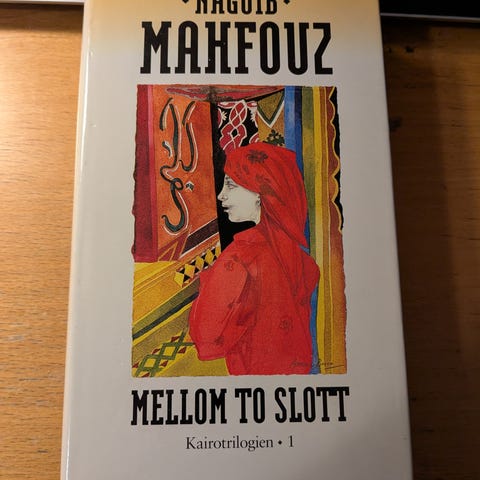 • NAGUIB •
MAHFOUZ
MELLOM TO SLOTT
Kairotrilogien • 1